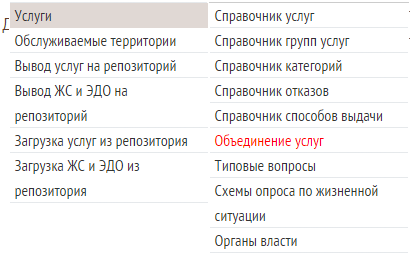 Услуги
Обслуживаемые территории
Вывод услуг на репозиторий
Вывод ЖС и ЭДО на
репозиторий
Загрузка услуг из репозитория
Загрузка ЖС и ЭДО из
репозитория
Справочник услуг
Справочник групп услуг
Справочник категорий
Справочник отказов
Справочник способов выдачи
Объединение услуг
Типовые вопросы
Схемы опроса по жизненной
ситуации
Органы власти